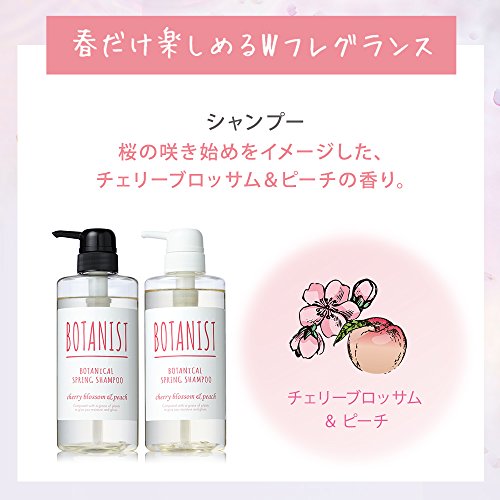 春だけ楽しめるWフレグランス
シャンプー
桜の咲き始めをイメージした、
チェリーブロッサム＆ピーチの香り。
BOTANIST
BOTANICAL
SPRING SHAMPOO
cherry blossom & peach
BOTANIST
BOTANICAL
SPRING SHAMPOO
cherry blossom & peach
チェリーブロッサム
& ピーチ